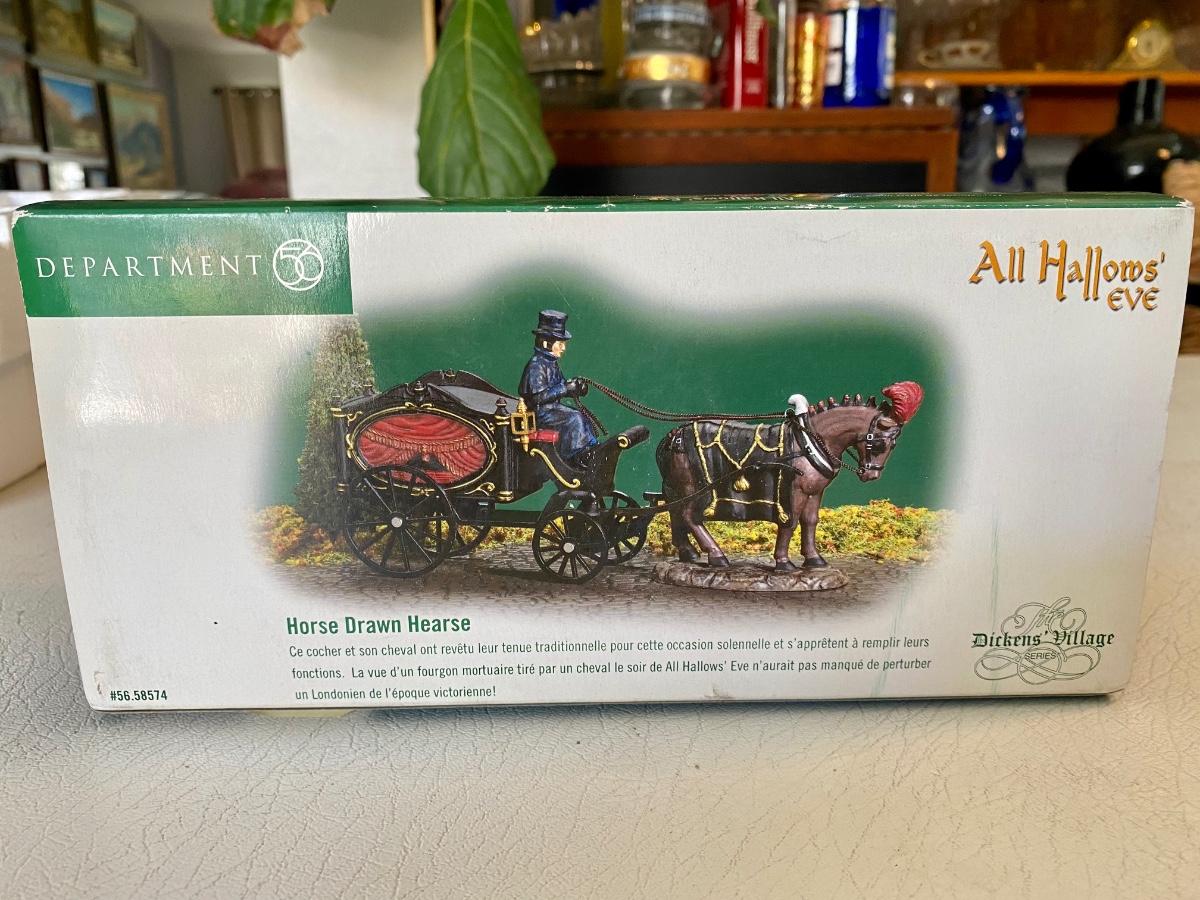 All Hallows' Eve
DEPARTMENT 56
All Hallows'
EVE
Horse Drawn Hearse
Ce cocher et son cheval ont revêtu leur tenue traditionnelle pour cette occasion solennelle et s'apprêtent à remplir leurs
fonctions. La vue d'un fourgon mortuaire tiré par un cheval le soir de All Hallows' Eve n'aurait pas manqué de perturber
un Londonien de l'époque victorienne!
#56.58574
The
Dickens' Village
SERIES